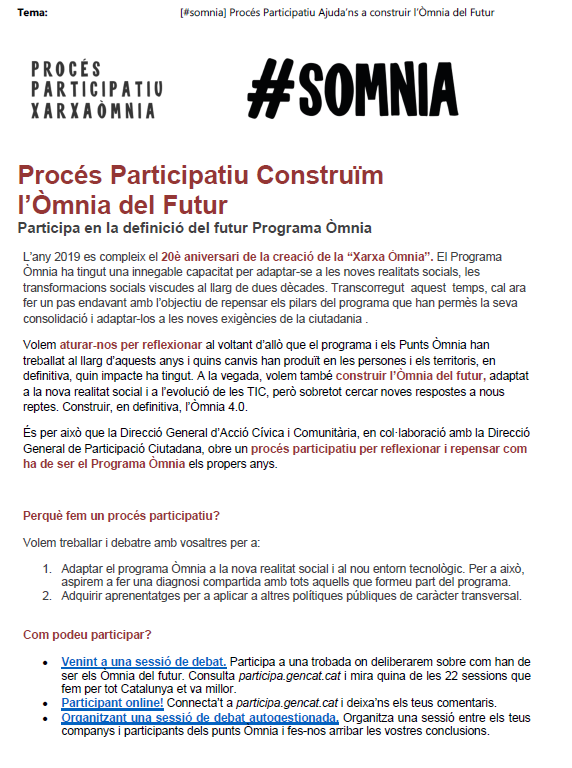 Tema: [#somnia] Procés Participatiu Ajuda'ns a construir l'Òmnia del Futur
PROCÉS
PARTICIPATIU
XARXAÒMNIA
#SOMNIA
Procés Participatiu Construïm
l'Òmnia del Futur
Participa en la definició del futur Programa Òmnia
L'any 2019 es compleix el 20è aniversari de la creació de la "Xarxa Òmnia". El Programa
Òmnia ha tingut una innegable capacitat per adaptar-se a les noves realitats socials, les
transformacions socials viscudes al llarg de dues dècades. Transcorregut aquest temps, cal ara
fer un pas endavant amb l'objectiu de repensar els pilars del programa que han permès la seva
consolidació i adaptar-los a les noves exigències de la ciutadania .
Volem aturar-nos per reflexionar al voltant d'allò que el programa i els Punts Òmnia han
treballat al llarg d'aquests anys i quins canvis han produït en les persones i els territoris, en
definitiva, quin impacte ha tingut. A la vegada, volem també construir l'Òmnia del futur, adaptat
a la nova realitat social i a l'evolució de les TIC, però sobretot cercar noves respostes a nous
reptes. Construir, en definitiva, l'Òmnia 4.0.
És per això que la Direcció General d'Acció Cívica i Comunitària, en col·laboració amb la Direcció
General de Participació Ciutadana, obre un procés participatiu per reflexionar i repensar com
ha de ser el Programa Òmnia els propers anys.
Perquè fem un procés participatiu?
Volem treballar i debatre amb vosaltres per a:
1. Adaptar el programa Òmnia a la nova realitat social i al nou entorn tecnològic. Per a això,
aspirem a fer una diagnosi compartida amb tots aquells que formeu part del programa.
2. Adquirir aprenentatges per a aplicar a altres polítiques públiques de caràcter transversal.
Com podeu participar?
• Venint a una sessió de debat. Participa a una trobada on deliberarem sobre com han de
ser els Òmnia del futur. Consulta participa.gencat.cat i mira quina de les 22 sessions que
fem per tot Catalunya et va millor.
• Participant online! Connecta't a participa.gencat.cat i deixa'ns els teus comentaris.
• Organitzant una sessió de debat autogestionada. Organitza una sessió entre els teus
companys i participants dels punts Òmnia i fes-nos arribar les vostres conclusions.